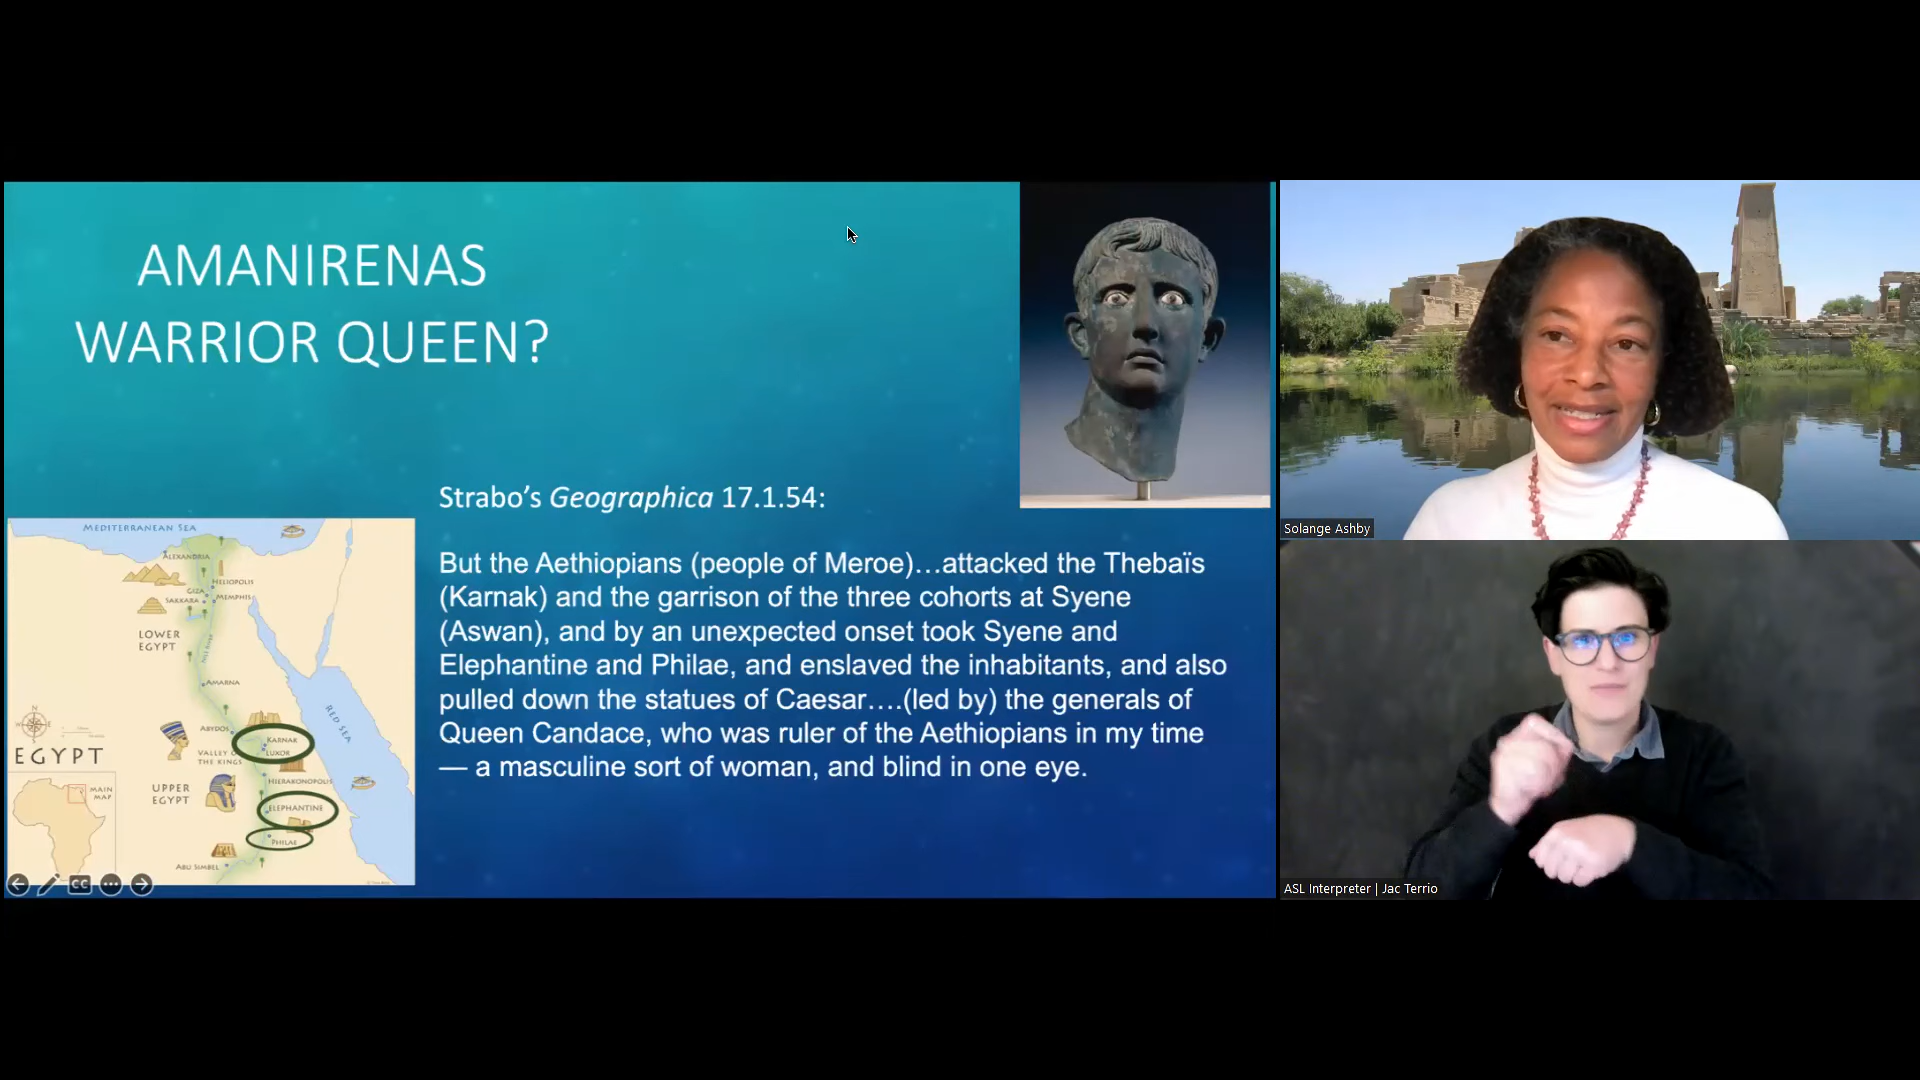 AMANIRENAS
WARRIOR QUEEN?
Strabo's Geographica 17.1.54:
But the Aethiopians (people of Meroe)…attacked the Thebaïs
(Karnak) and the garrison of the three cohorts at Syene
(Aswan), and by an unexpected onset took Syene and
Elephantine and Philae, and enslaved the inhabitants, and also
pulled down the statues of Caesar….(led by) the generals of
Queen Candace, who was ruler of the Aethiopians in my time
— a masculine sort of woman, and blind in one eye.
MEDITERRANEAN SEA
ALEXANDRIA
HELIOPOLIS
GIZA
SAKKARA
MEMPHIS
LOWER
EGYPT
AMARNA
RED SEA
N
W
E
S
ABYDOS
KARNAK
LUXOR
EGYPT
VALLEY O
THE KINGS
HIERAKONOPOLIS
MAIN
MAP
UPPER
EGYPT
ELEPHANTINE
PHILAE
ABU SIMBEL
CC
Solange Ashby
ASL Interpreter | Jac Terrio